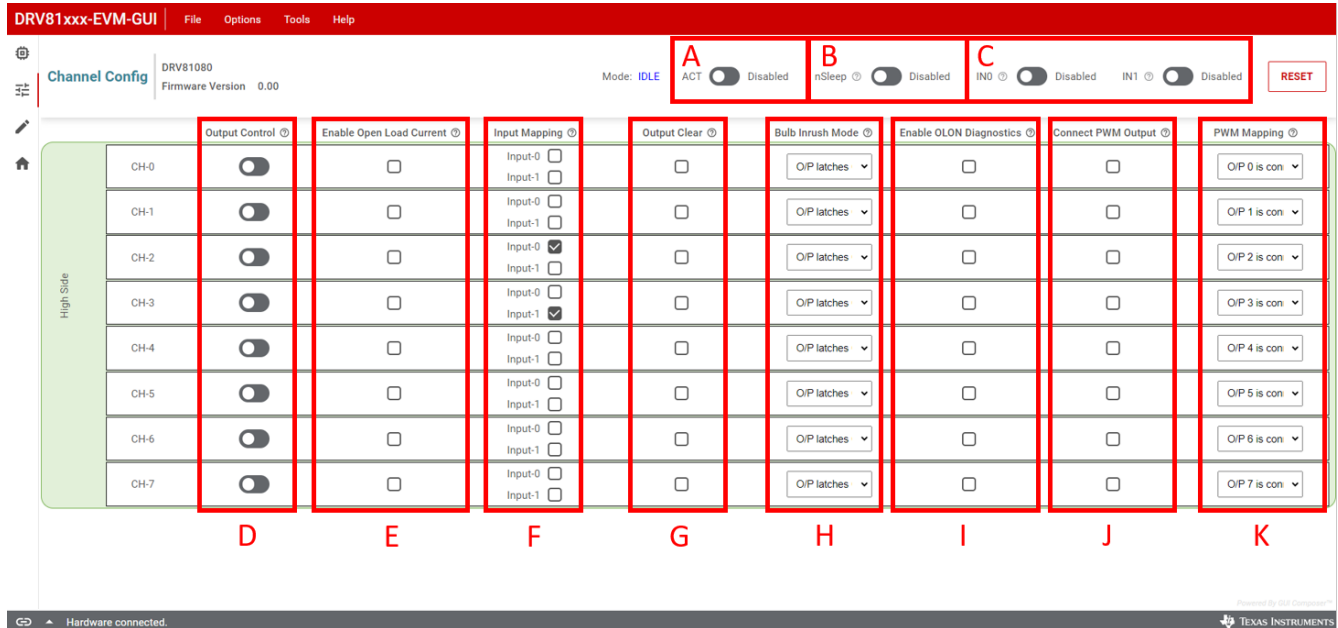 DRV81xxx-EVM-GUI File Options Tools Help
A B C
Channel Config DRV81080 Mode: IDLE ACT Disabled nSleep Disabled IN0 Disabled IN1 Disabled RESET
Firmware Version 0.00
Output Control Enable Open Load Current Input Mapping Output Clear Bulb Inrush Mode Enable OLON Diagnostics Connect PWM Output PWM Mapping
High Side
CH-0 Input-0 O/P latches O/P 0 is con
Input-1
CH-1 Input-0 O/P latches O/P 1 is con
Input-1
CH-2 Input-0 O/P latches O/P 2 is con
Input-1
CH-3 Input-0 O/P latches O/P 3 is con
Input-1
CH-4 Input-0 O/P latches O/P 4 is con
Input-1
CH-5 Input-0 O/P latches O/P 5 is con
Input-1
CH-6 Input-0 O/P latches O/P 6 is con
Input-1
CH-7 Input-0 O/P latches O/P 7 is con
Input-1
D E F G H I J K
Powered By GUI Composer™
Hardware connected. TEXAS INSTRUMENTS